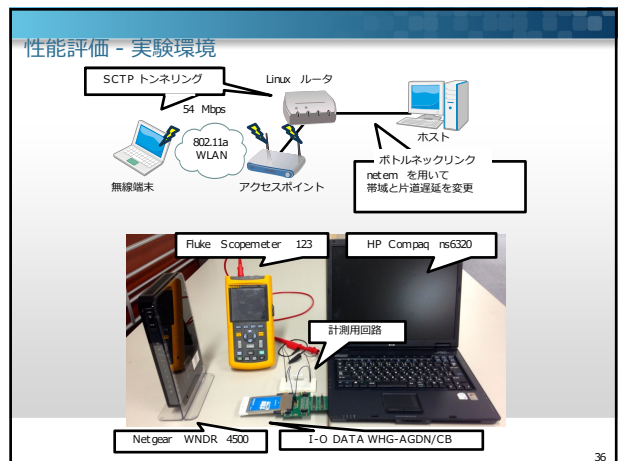 性能評価 - 実験環境
SCTP トンネリング
Linux ルータ
54 Mbps
802.11a
WLAN
ホスト
無線端末
アクセスポイント
ボトルネックリンク
netem を用いて
帯域と片道遅延を変更
Fluke Scopemeter 123
HP Compaq ns6320
計測用回路
Netgear WNDR 4500
I-O DATA WHG-AGDN/CB
36